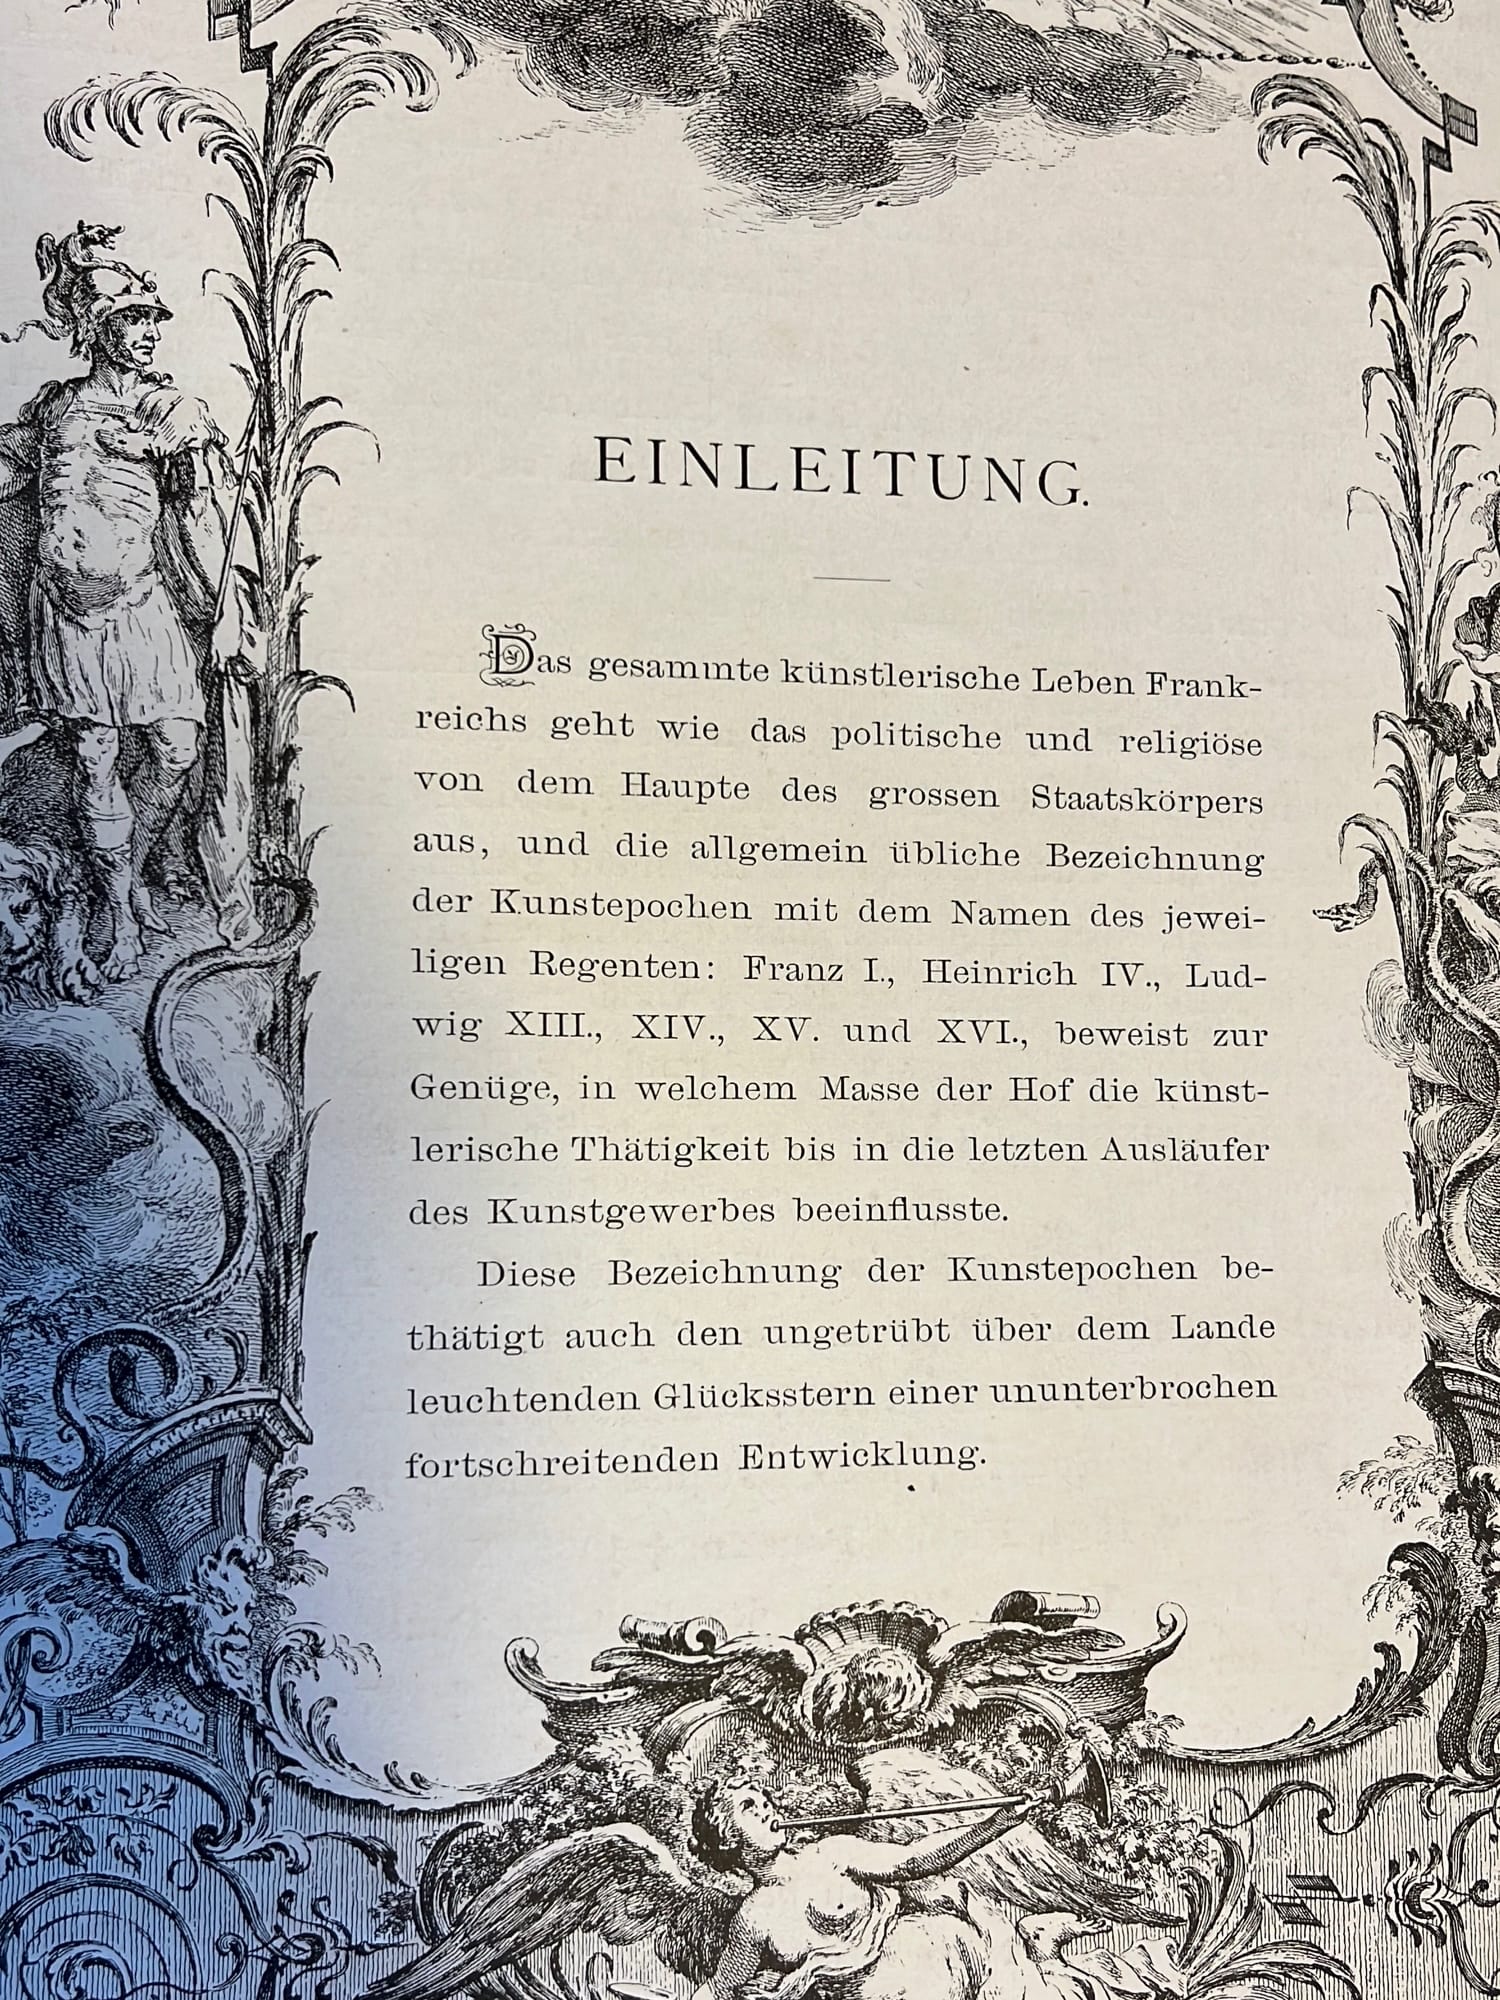 EINLEITUNG.
Das gesammte künstlerische Leben Frank-
reichs geht wie das politische und religiöse
von dem Haupte des grossen Staatskörpers
aus, und die allgemein übliche Bezeichnung
der Kunstepochen mit dem Namen des jewei-
ligen Regenten: Franz I., Heinrich IV., Lud-
wig XIII., XIV., XV. und XVI., beweist zur
Genüge, in welchem Masse der Hof die künst-
lerische Thätigkeit bis in die letzten Ausläufer
des Kunstgewerbes beeinflusste.
Diese Bezeichnung der Kunstepochen be-
thätigt auch den ungetrübt über dem Lande
leuchtenden Glücksstern einer ununterbrochen
fortschreitenden Entwicklung.